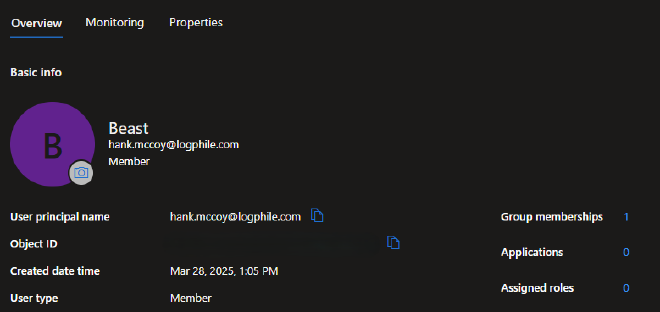 Overview Monitoring Properties
Basic info
B
Beast
hank.mccoy@logphile.com
Member
User principal name hank.mccoy@logphile.com Group memberships 1
Object ID
Applications 0
Created date time Mar 28, 2025, 1:05 PM
Assigned roles 0
User type Member